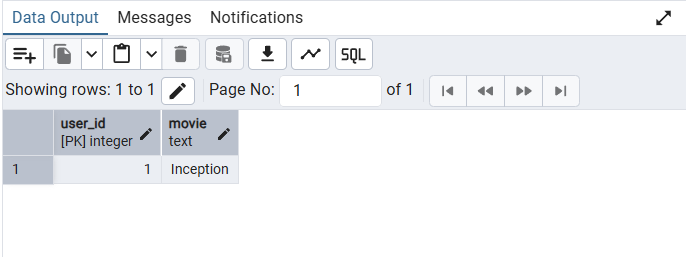 Data Output Messages Notifications
SQL
Showing rows: 1 to 1 Page No: 1 of 1
user_id movie
[PK] integer text
1 1 Inception